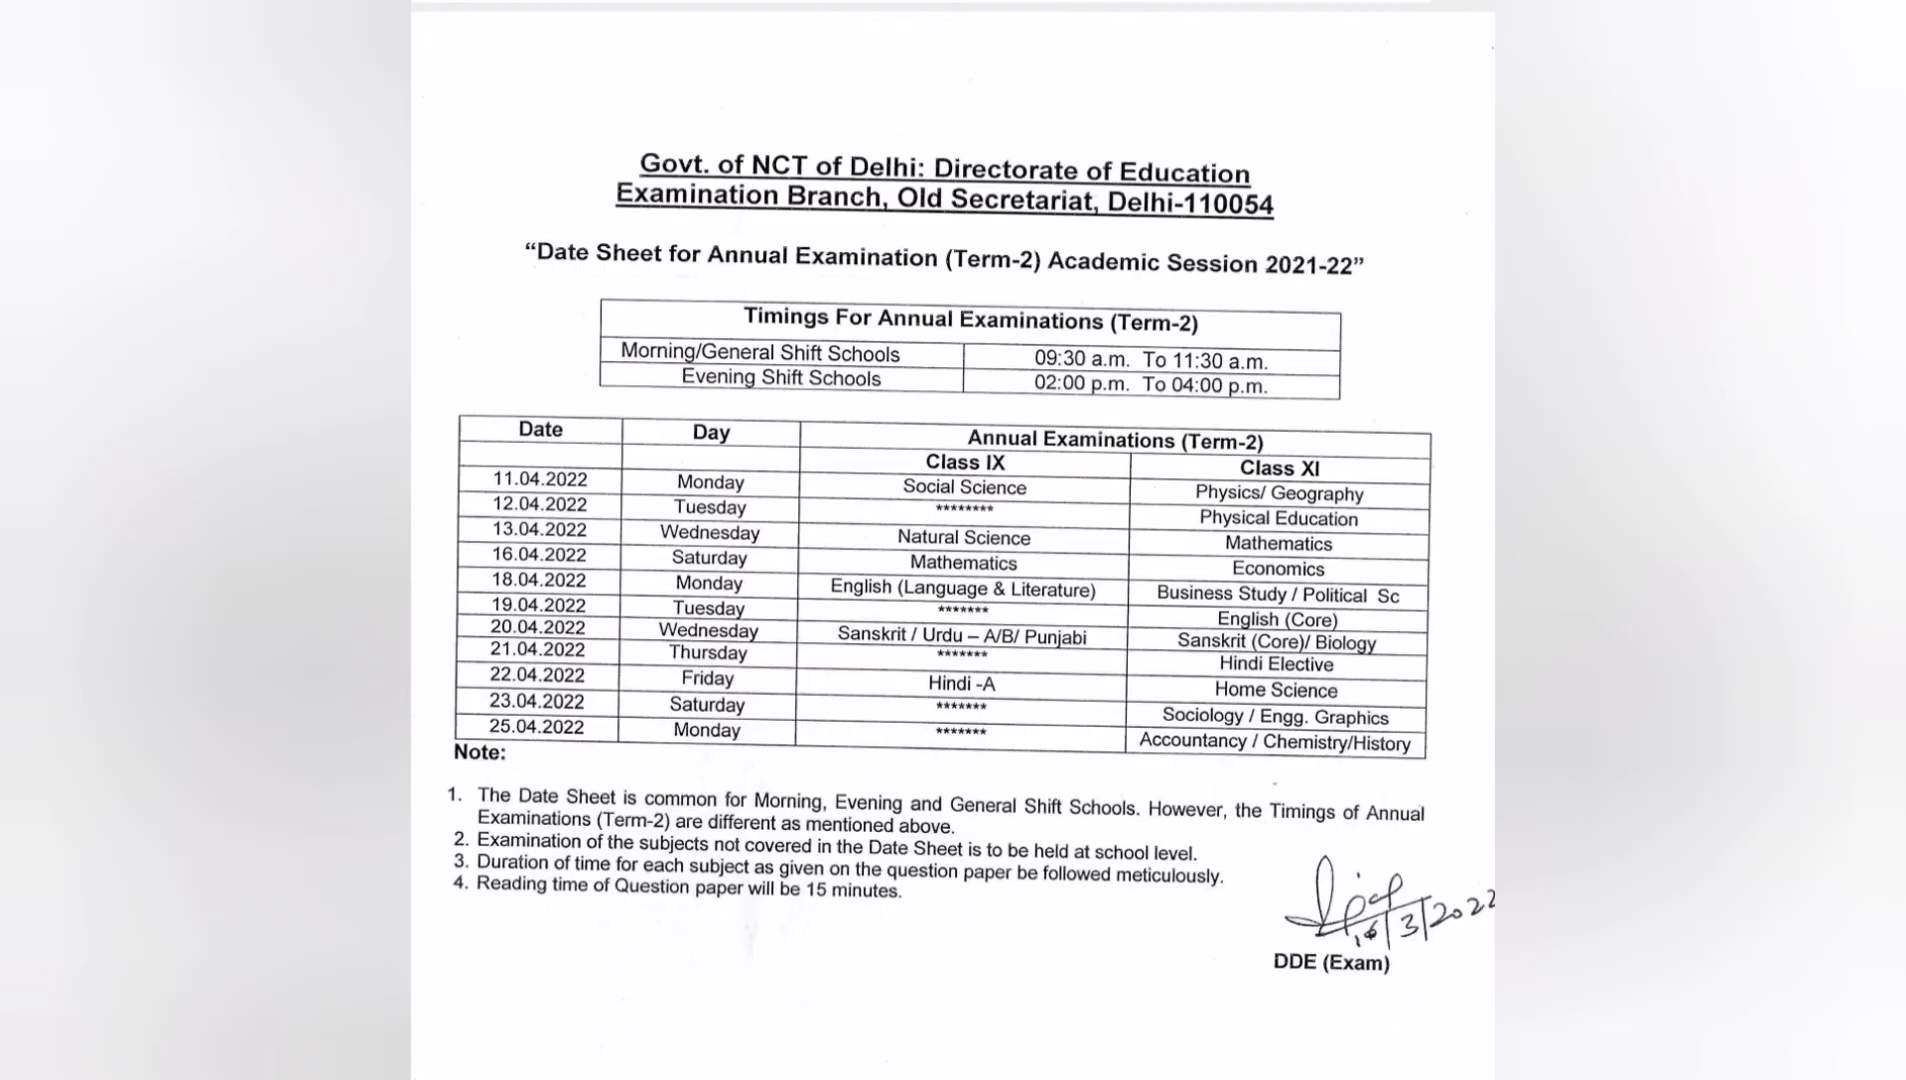 Govt. of NCT of Delhi: Directorate of Education
Examination Branch, Old Secretariat, Delhi-110054
“Date Sheet for Annual Examination (Term-2) Academic Session 2021-22”
Timings For Annual Examinations (Term-2)
Morning/General Shift Schools 09:30 a.m. To 11:30 a.m.
Evening Shift Schools 02:00 p.m. To 04:00 p.m.
Date Day Annual Examinations (Term-2)
Class IX Class XI
11.04.2022 Monday Social Science Physics/ Geography
12.04.2022 Tuesday ******** Physical Education
13.04.2022 Wednesday Natural Science Mathematics
16.04.2022 Saturday Mathematics Economics
18.04.2022 Monday English (Language & Literature) Business Study / Political Sc
19.04.2022 Tuesday ******* English (Core)
20.04.2022 Wednesday Sanskrit / Urdu – A/B/ Punjabi Sanskrit (Core)/ Biology
21.04.2022 Thursday ******* Hindi Elective
22.04.2022 Friday Hindi -A Home Science
23.04.2022 Saturday ******* Sociology / Engg. Graphics
25.04.2022 Monday ******* Accountancy / Chemistry/History
Note:
1. The Date Sheet is common for Morning, Evening and General Shift Schools. However, the Timings of Annual
Examinations (Term-2) are different as mentioned above.
2. Examination of the subjects not covered in the Date Sheet is to be held at school level.
3. Duration of time for each subject as given on the question paper be followed meticulously.
4. Reading time of Question paper will be 15 minutes.
16/3/2022
DDE (Exam)